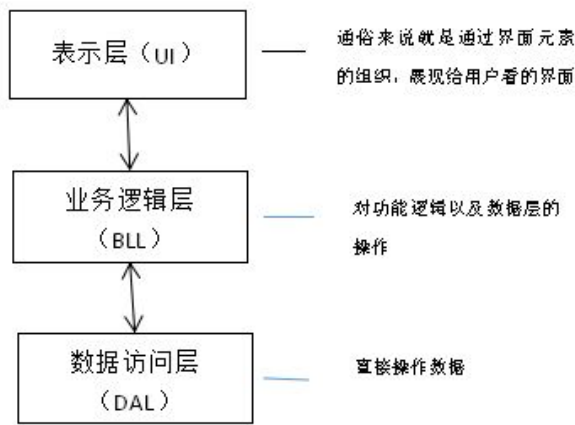 表示层（UI）
通俗来说就是通过界面元素
的组织，展现给用户看的界面
业务逻辑层
（BLL）
对功能逻辑以及数据层的
操作
数据访问层
（DAL）
直接操作数据